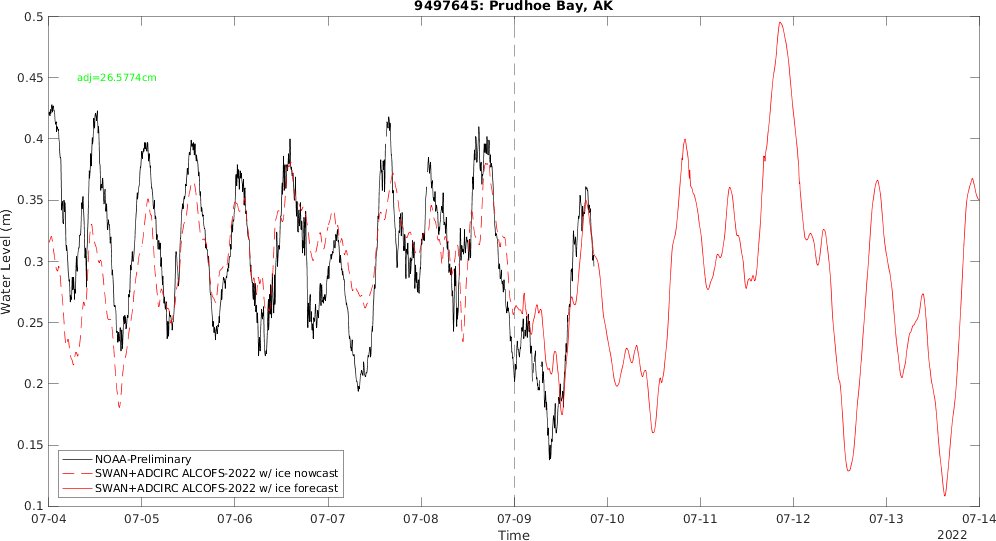 9497645: Prudhoe Bay, AK
0.5
0.45
0.4
0.35
0.3
0.25
0.2
0.15
0.1
Water Level (m)
adj=26.5774cm
NOAA-Preliminary
SWAN+ADCIRC ALCOFS-2022 w/ ice nowcast
SWAN+ADCIRC ALCOFS-2022 w/ ice forecast
07-04 07-05 07-06 07-07 07-08 07-09 07-10 07-11 07-12 07-13 07-14
Time
2022